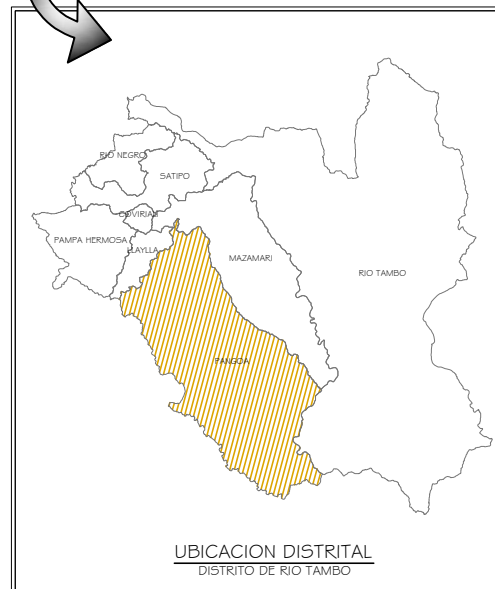 RIO NEGRO
SATIPO
COVIRIALI
PAMPA HERMOSA
LLAYLLA
MAZAMARI
RIO TAMBO
PANGOA
UBICACION DISTRITAL
DISTRITO DE RIO TAMBO